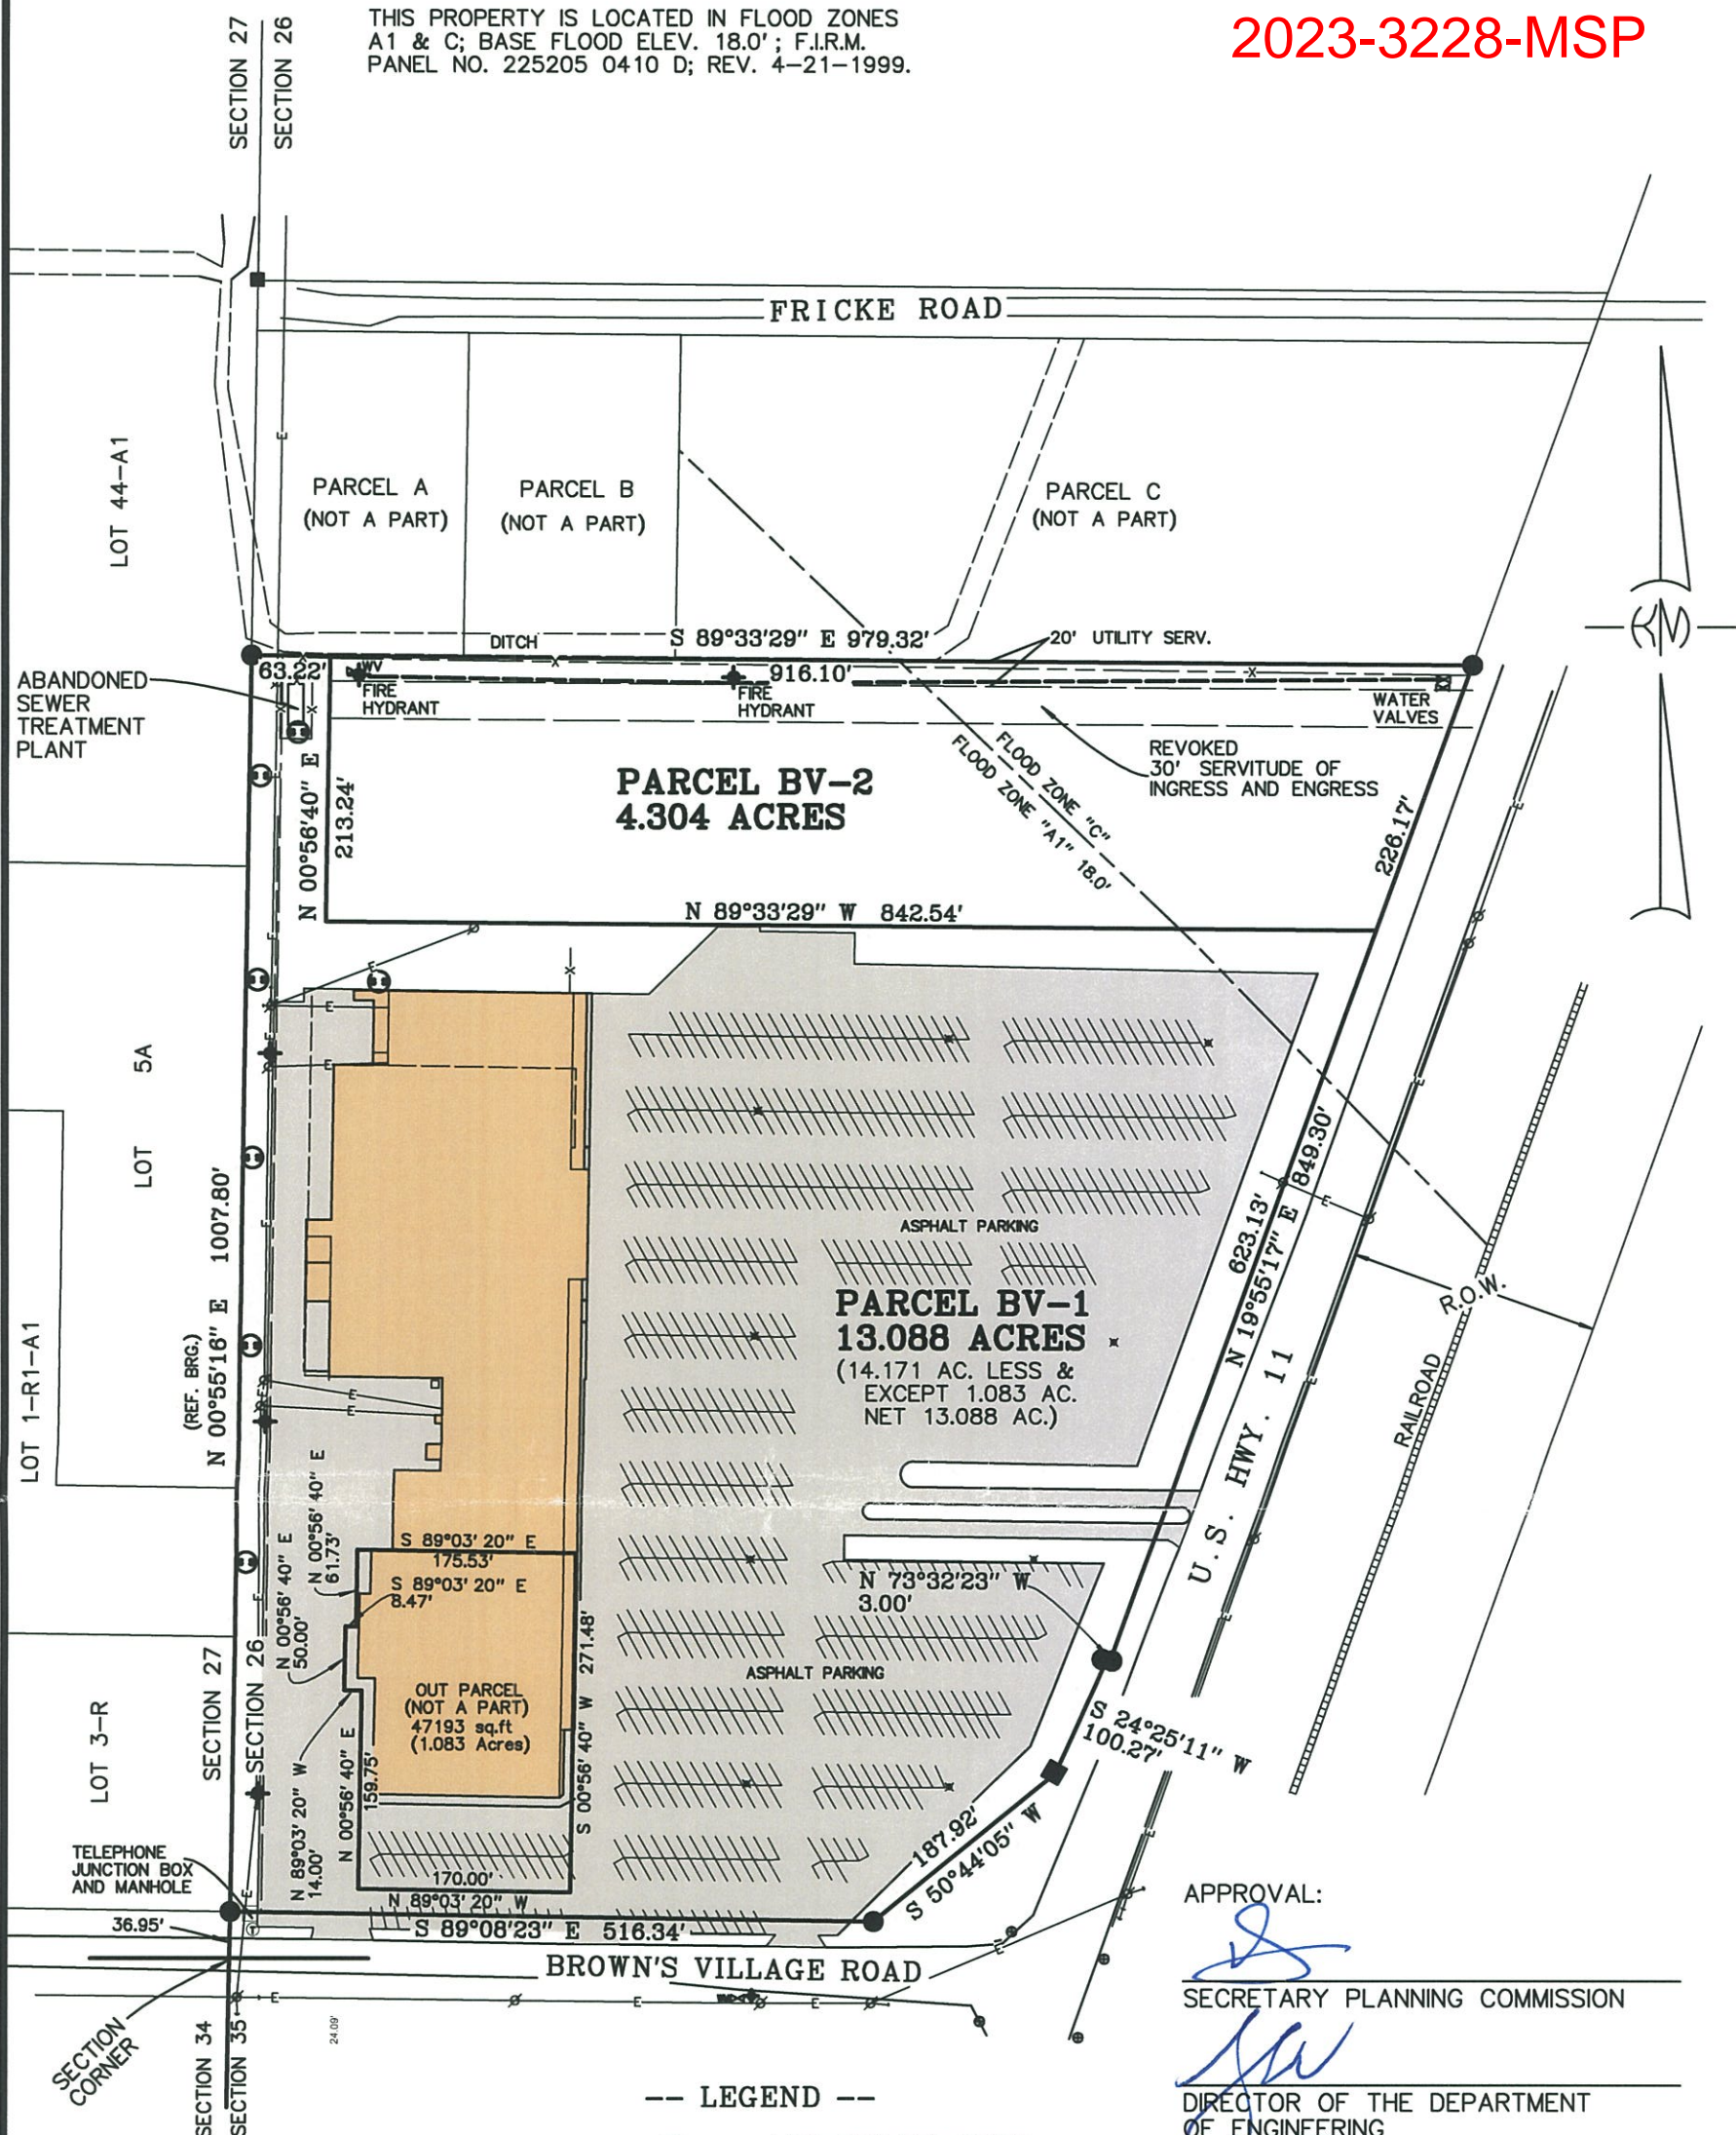 THIS PROPERTY IS LOCATED IN FLOOD ZONES
A1 & C; BASE FLOOD ELEV. 18.0'; F.I.R.M.
PANEL NO. 225205 0410 D; REV. 4-21-1999.
2023-3228-MSP
SECTION 27
SECTION 26
FRICKE ROAD
LOT 44-A1
PARCEL A
(NOT A PART)
PARCEL B
(NOT A PART)
PARCEL C
(NOT A PART)
DITCH
S 89°33'29" E 979.32'
20' UTILITY SERV.
63.22'
WV
916.10'
FIRE
HYDRANT
FIRE
HYDRANT
WATER
VALVES
ABANDONED
SEWER
TREATMENT
PLANT
REVOKED
30' SERVITUDE OF
INGRESS AND ENGRESS
FLOOD ZONE "C"
FLOOD ZONE "A1" 18.0'
N 00°56'40" E
213.24'
PARCEL BV-2
4.304 ACRES
226.17'
N 89°33'29" W 842.54'
LOT 5A
LOT 1-R1-A1
(REF. BRG.)
N 00°55'16" E 1007.80'
ASPHALT PARKING
PARCEL BV-1
13.088 ACRES
(14.171 AC. LESS &
EXCEPT 1.083 AC.
NET 13.088 AC.)
623.13'
N 19°55'17" E 849.30'
R.O.W.
RAILROAD
U.S. HWY. 11
N 00°56'40" E
61.73'
N 00°56'40" E
50.00'
S 89°03'20" E
175.53'
S 89°03'20" E
8.47'
N 73°32'23" W
3.00'
S 00°56'40" W 271.48'
ASPHALT PARKING
OUT PARCEL
(NOT A PART)
47193 sq.ft
(1.083 Acres)
LOT 3-R
SECTION 27
SECTION 26
N 89°03'20" W
14.00'
N 00°56'40" E
159.75'
S 24°25'11" W
100.27'
187.92'
S 50°44'05" W
TELEPHONE
JUNCTION BOX
AND MANHOLE
170.00'
N 89°03'20" W
36.95'
S 89°08'23" E 516.34'
BROWN'S VILLAGE ROAD
SECTION
CORNER
SECTION 34
SECTION 35
24.09'
-- LEGEND --
APPROVAL:
SECRETARY PLANNING COMMISSION
DIRECTOR OF THE DEPARTMENT
OF ENGINEERING